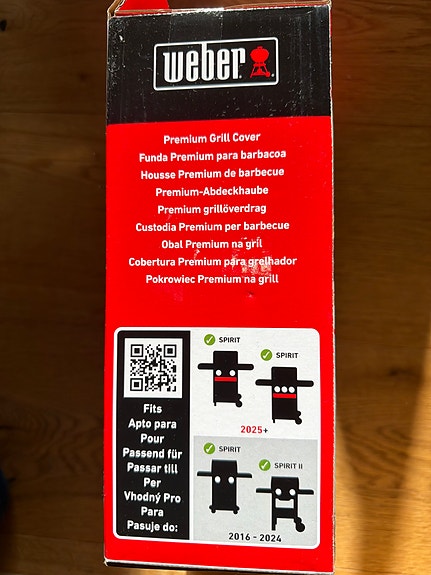 weber
Premium Grill Cover
Funda Premium para barbacoa
Housse Premium de barbecue
Premium-Abdeckhaube
Premium grillöverdrag
Custodia Premium per barbecue
Obal Premium na gril
Cobertura Premium para grelhador
Pokrowiec Premium na grill
Fits
Apto para
Pour
Passend für
Passar till
Per
Vhodný Pro
Para
Pasuje do:
SPIRIT
SPIRIT
2025+
SPIRIT
SPIRIT II
2016 - 2024